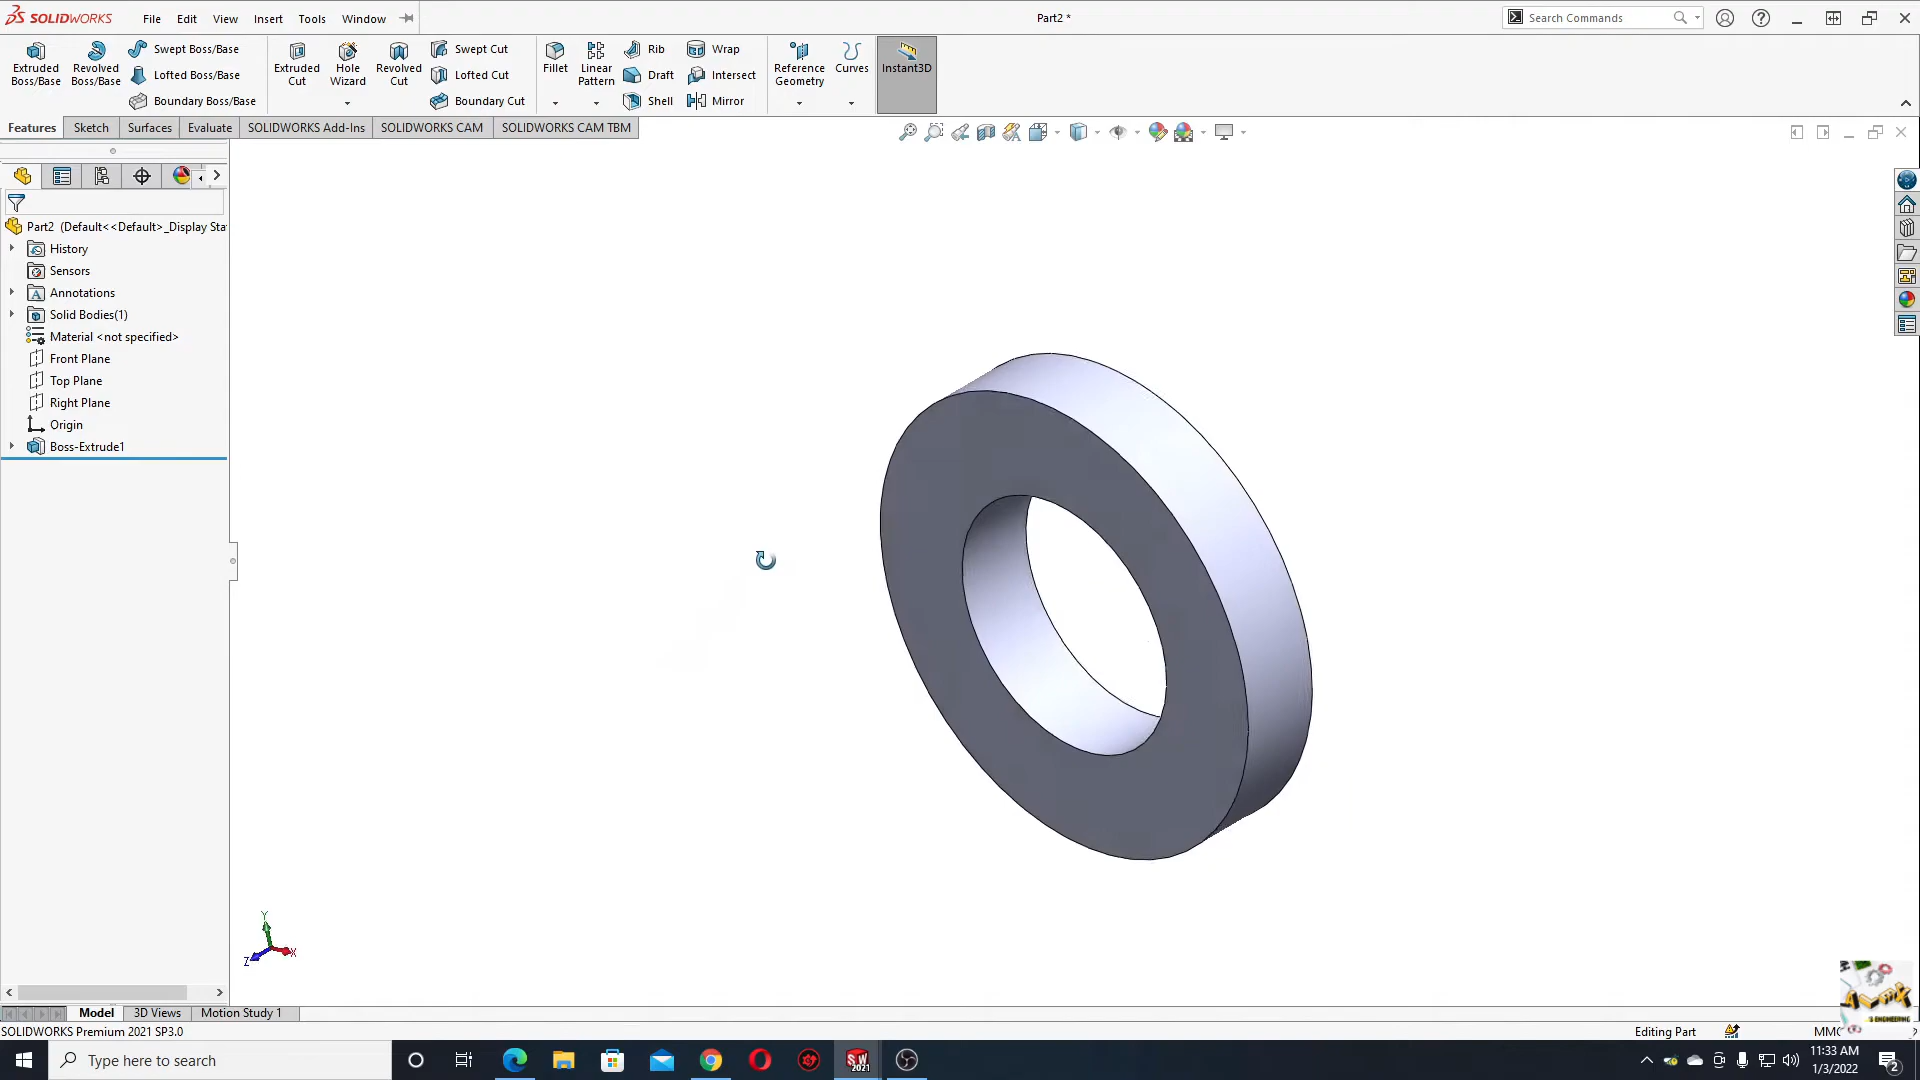 SOLIDWORKS File Edit View Insert Tools Window Part2 * Search Commands
Extruded Boss/Base
Revolved Boss/Base
Swept Boss/Base
Lofted Boss/Base
Boundary Boss/Base
Extruded Cut
Hole Wizard
Revolved Cut
Swept Cut
Lofted Cut
Boundary Cut
Fillet
Linear Pattern
Rib
Draft
Shell
Wrap
Intersect
Mirror
Reference Geometry
Curves
Instant3D
Features Sketch Surfaces Evaluate SOLIDWORKS Add-Ins SOLIDWORKS CAM SOLIDWORKS CAM TBM
Part2 (Default<<Default>_Display Sta
History
Sensors
Annotations
Solid Bodies(1)
Material <not specified>
Front Plane
Top Plane
Right Plane
Origin
Boss-Extrude1
Y
Z X
Model 3D Views Motion Study 1
SOLIDWORKS Premium 2021 SP3.0 Editing Part
Type here to search
SW 2021
11:33 AM
1/3/2022
2